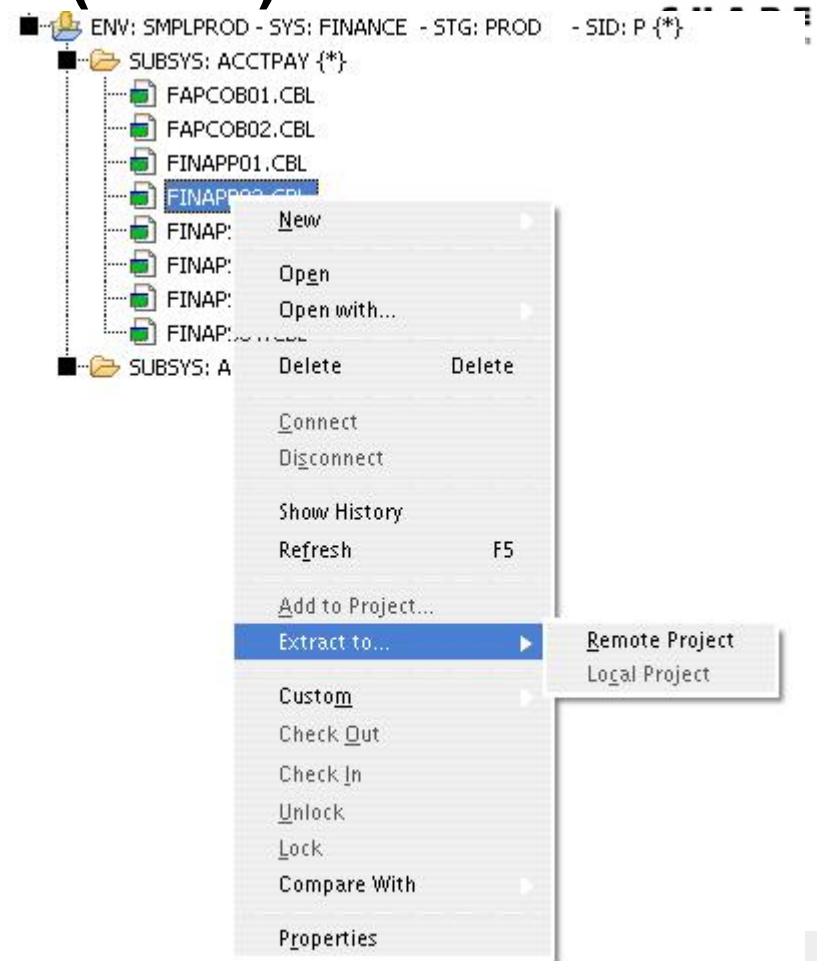 ENV: SMPLPROD - SYS: FINANCE - STG: PROD - SID: P {*}
SUBSYS: ACCTPAY {*}
FAPCOB01.CBL
FAPCOB02.CBL
FINAPP01.CBL
New
Open
Open with...
SUBSYS: A
Delete Delete
Connect
Disconnect
Show History
Refresh F5
Add to Project...
Extract to...
Remote Project
Local Project
Custom
Check Out
Check In
Unlock
Lock
Compare With
Properties